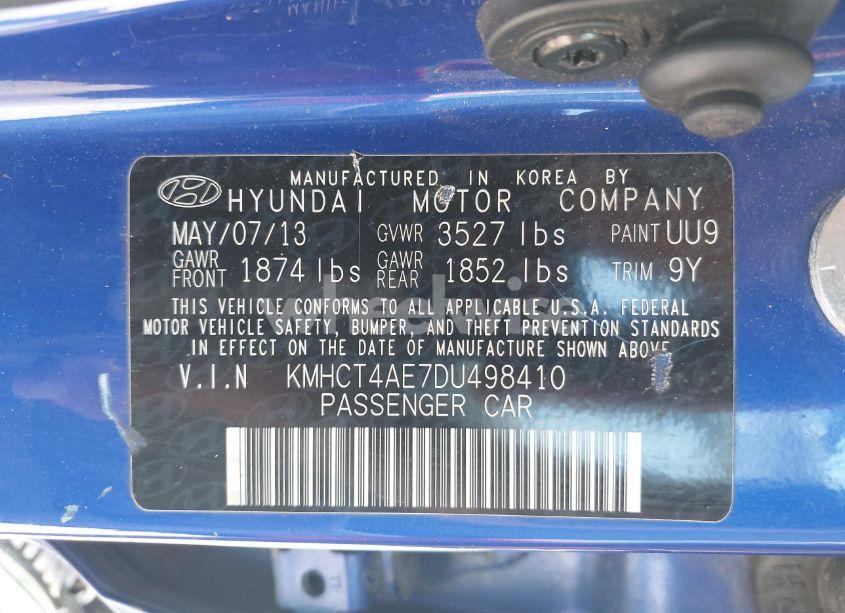 MANUFACTURED IN KOREA BY
HYUNDAI MOTOR COMPANY
MAY/07/13 GVWR 3527 lbs PAINT UU9
GAWR FRONT 1874 lbs GAWR REAR 1852 lbs TRIM 9Y
THIS VEHICLE CONFORMS TO ALL APPLICABLE U.S.A. FEDERAL
MOTOR VEHICLE SAFETY, BUMPER, AND THEFT PREVENTION STANDARDS
IN EFFECT ON THE DATE OF MANUFACTURE SHOWN ABOVE
V.I.N KMHCT4AE7DU498410
PASSENGER CAR